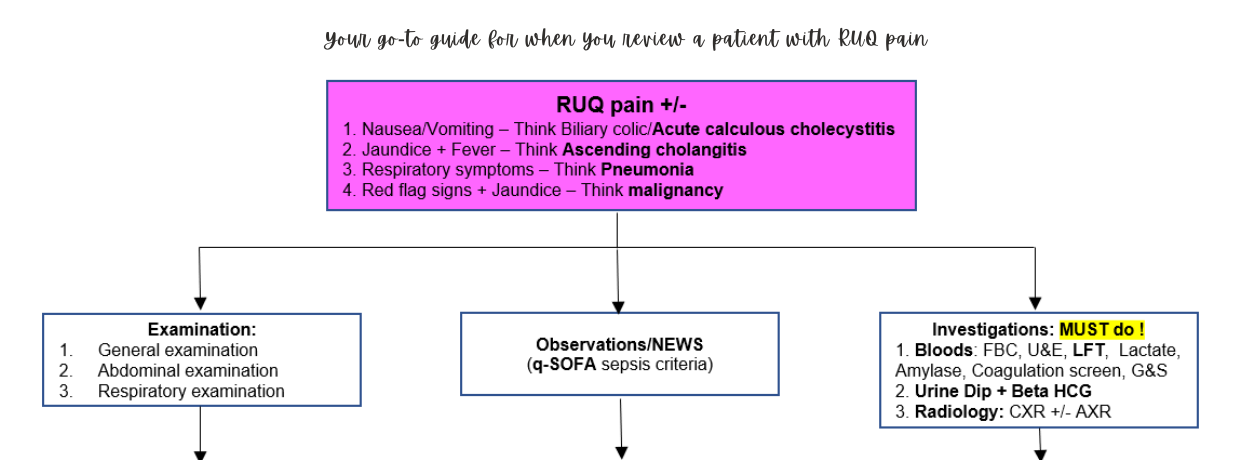 Your go-to guide for when you review a patient with RUQ pain
RUQ pain +/-
1. Nausea/Vomiting – Think Biliary colic/Acute calculous cholecystitis
2. Jaundice + Fever – Think Ascending cholangitis
3. Respiratory symptoms – Think Pneumonia
4. Red flag signs + Jaundice – Think malignancy
Examination:
1. General examination
2. Abdominal examination
3. Respiratory examination
Observations/NEWS
(q-SOFA sepsis criteria)
Investigations: MUST do !
1. Bloods: FBC, U&E, LFT, Lactate,
Amylase, Coagulation screen, G&S
2. Urine Dip + Beta HCG
3. Radiology: CXR +/- AXR